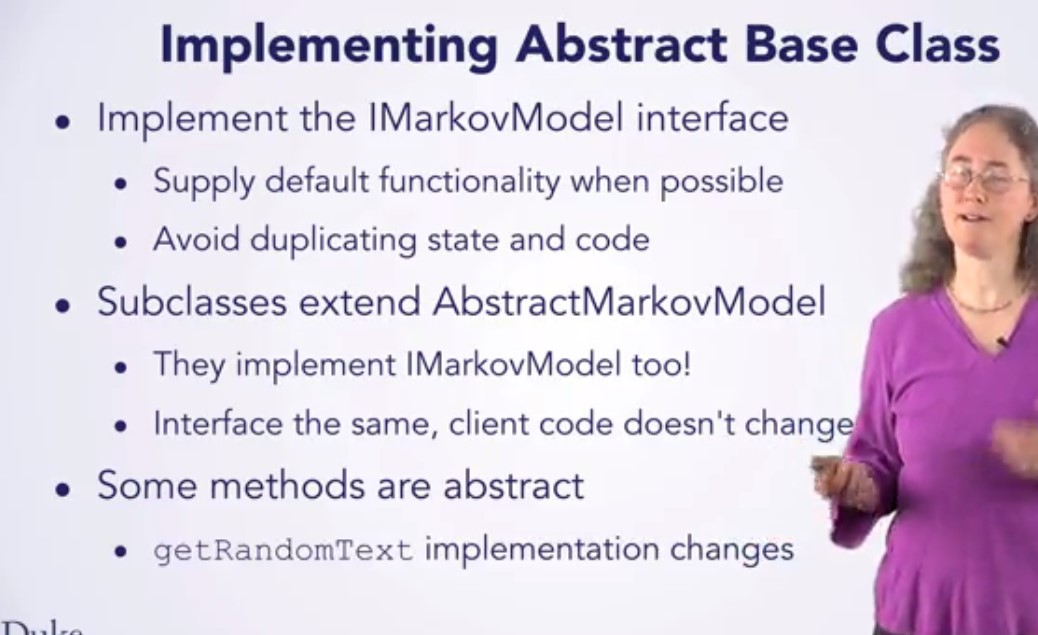 Implementing Abstract Base Class
• Implement the IMarkovModel interface
• Supply default functionality when possible
• Avoid duplicating state and code
• Subclasses extend AbstractMarkovModel
• They implement IMarkovModel too!
• Interface the same, client code doesn't change
• Some methods are abstract
• getRandomText implementation changes
Duke